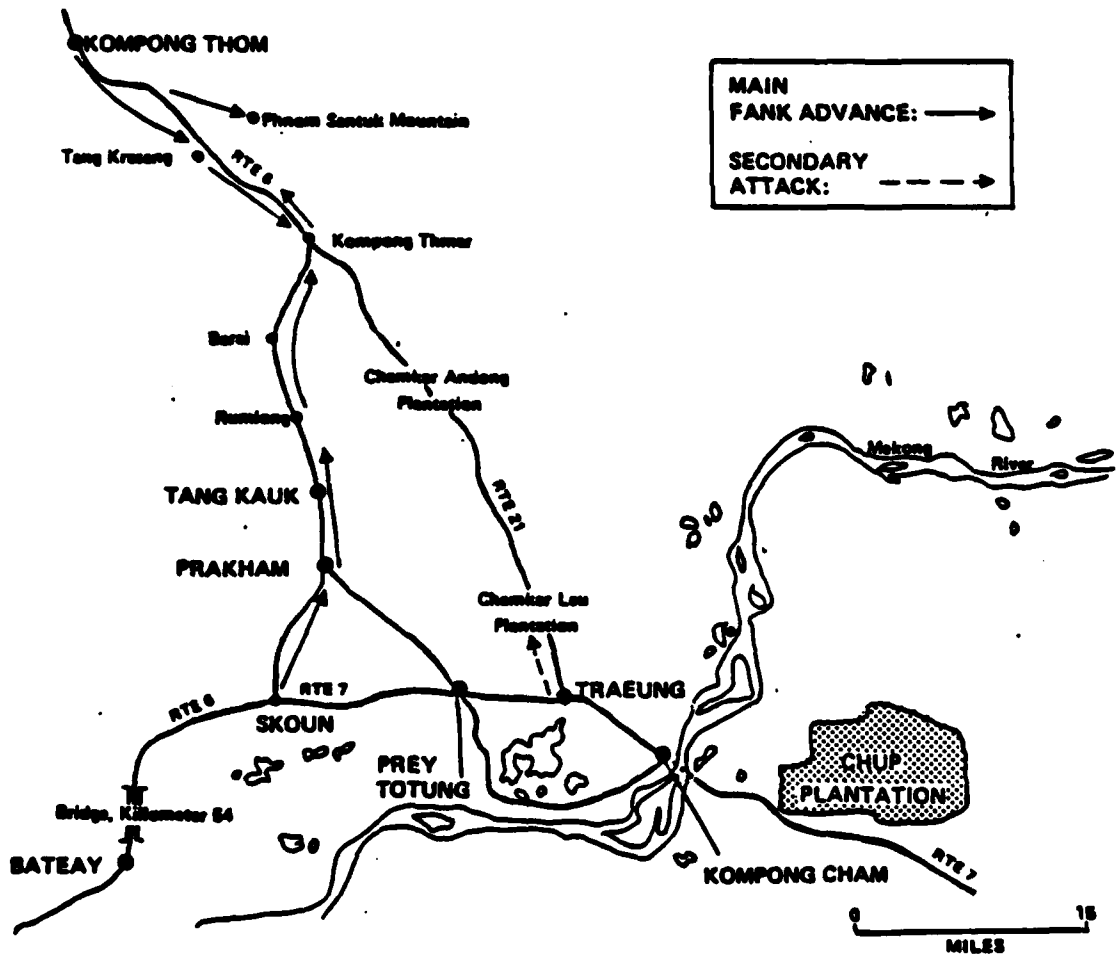 KOMPONG THOM
MAIN
FANK ADVANCE:
SECONDARY
ATTACK:
Phnom Santuk Mountain
Tang Krasang
RTE 6
Kompong Thmar
Barai
Chamkar Andong
Plantation
Rumlong
Mekong
River
TANG KAUK
RTE 21
PRAKHAM
Chamkar Leu
Plantation
TRAEUNG
RTE 6
RTE 7
SKOUN
PREY
TOTUNG
CHUP
PLANTATION
Bridge, Kilometer 54
BATEAY
KOMPONG CHAM
RTE 7
0
15
MILES